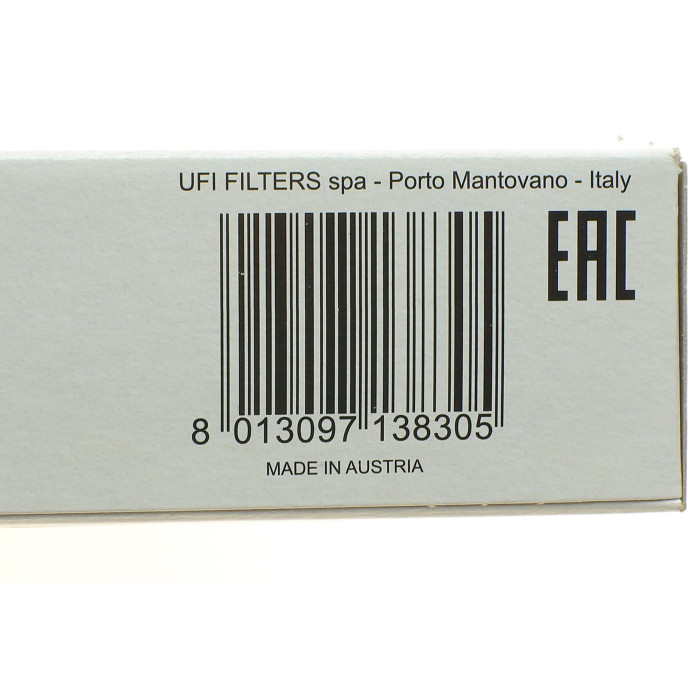 UFI FILTERS spa - Porto Mantovano - Italy
EAC
8 013097 138305
MADE IN AUSTRIA